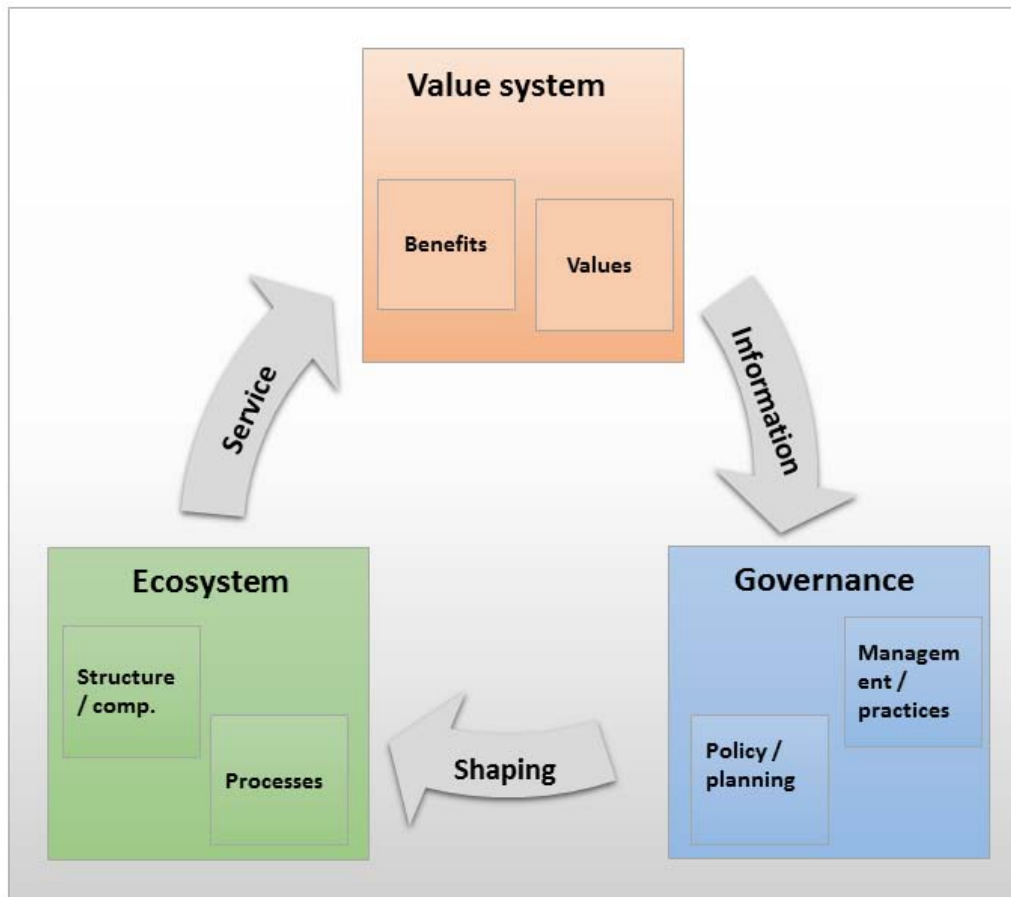 Value system
Benefits
Values
Service
Information
Ecosystem
Structure
/ comp.
Processes
Shaping
Governance
Managem
ent /
practices
Policy /
planning